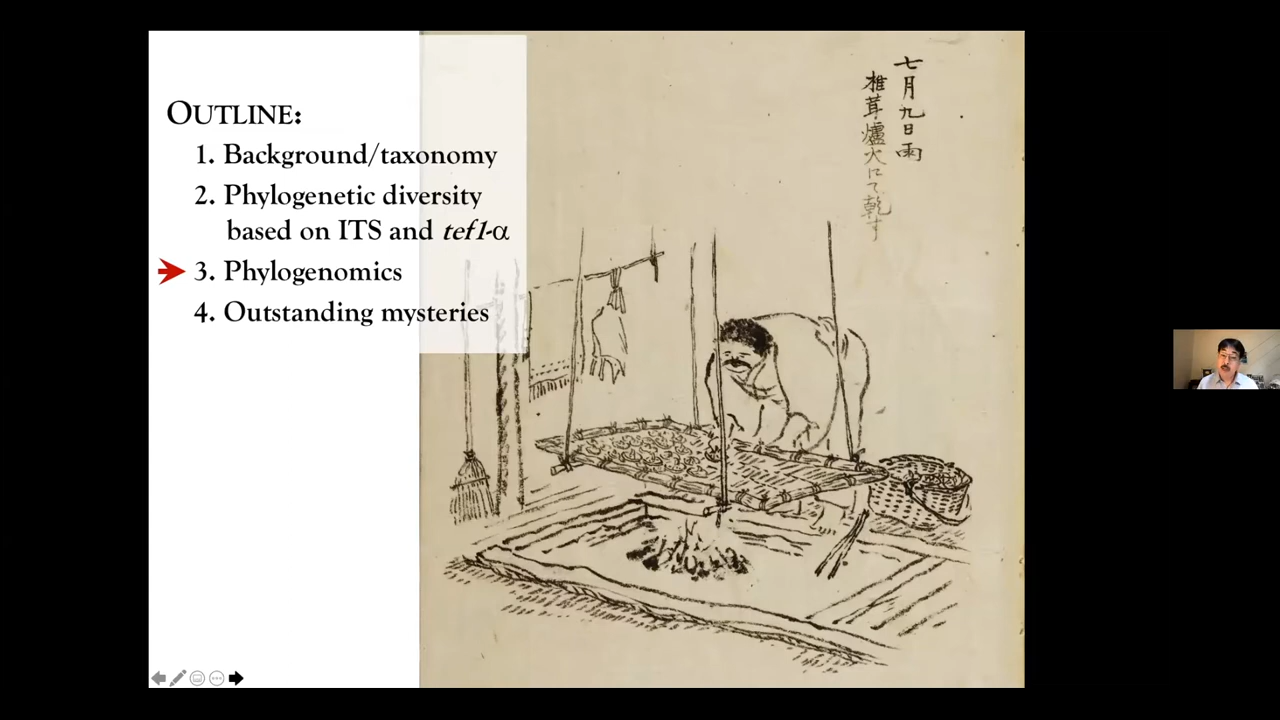 OUTLINE:
1. Background/taxonomy
2. Phylogenetic diversity
based on ITS and tef1-α
3. Phylogenomics
4. Outstanding mysteries
七月九日雨
椎茸爐火にて乾す